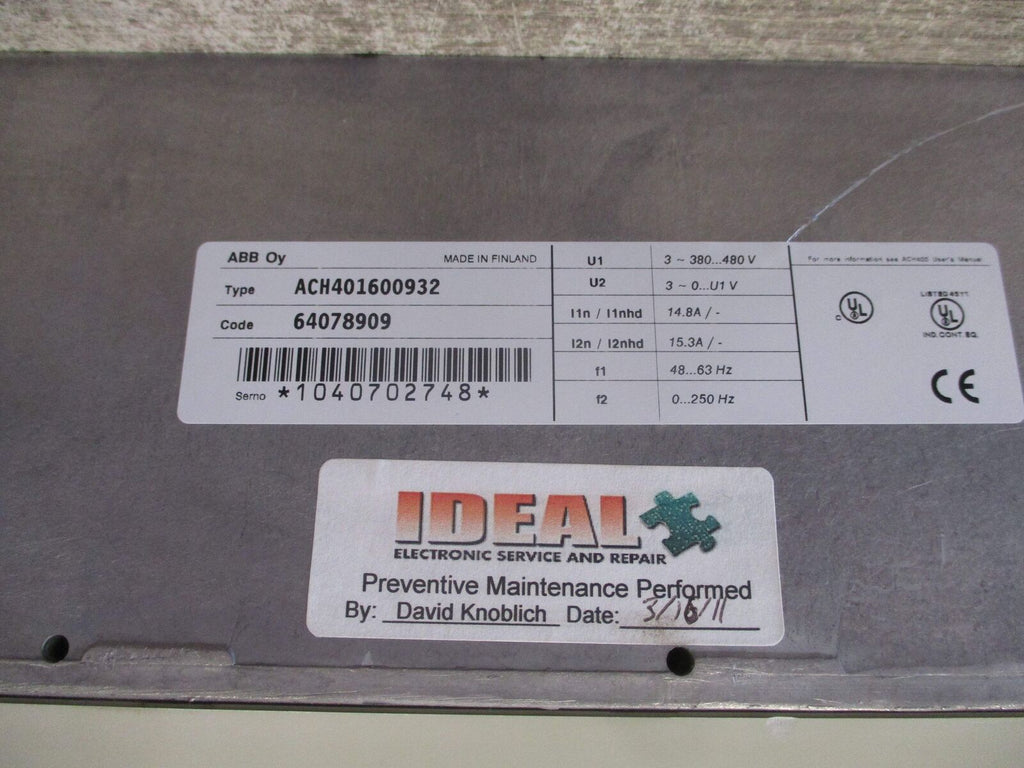 ABB Oy MADE IN FINLAND
Type ACH401600932
Code 64078909
Serno *1040702748*
U1 3 ~ 380...480 V
U2 3 ~ 0...U1 V
I1n / I1nhd 14.8A / -
I2n / I2nhd 15.3A / -
f1 48...63 Hz
f2 0...250 Hz
For more information see ACH400 User's Manual
c UL
LISTED 45Y1
UL
IND. CONT. EQ.
CE
IDEAL
ELECTRONIC SERVICE AND REPAIR
Preventive Maintenance Performed
By: David Knoblich Date: 3/16/11